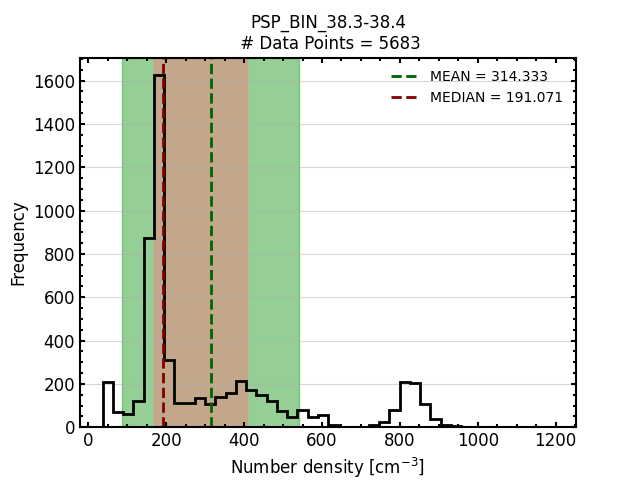 PSP_BIN_38.3-38.4
# Data Points = 5683
MEAN = 314.333
MEDIAN = 191.071
Frequency
1600
1400
1200
1000
800
600
400
200
0
0 200 400 600 800 1000 1200
Number density [cm⁻³]